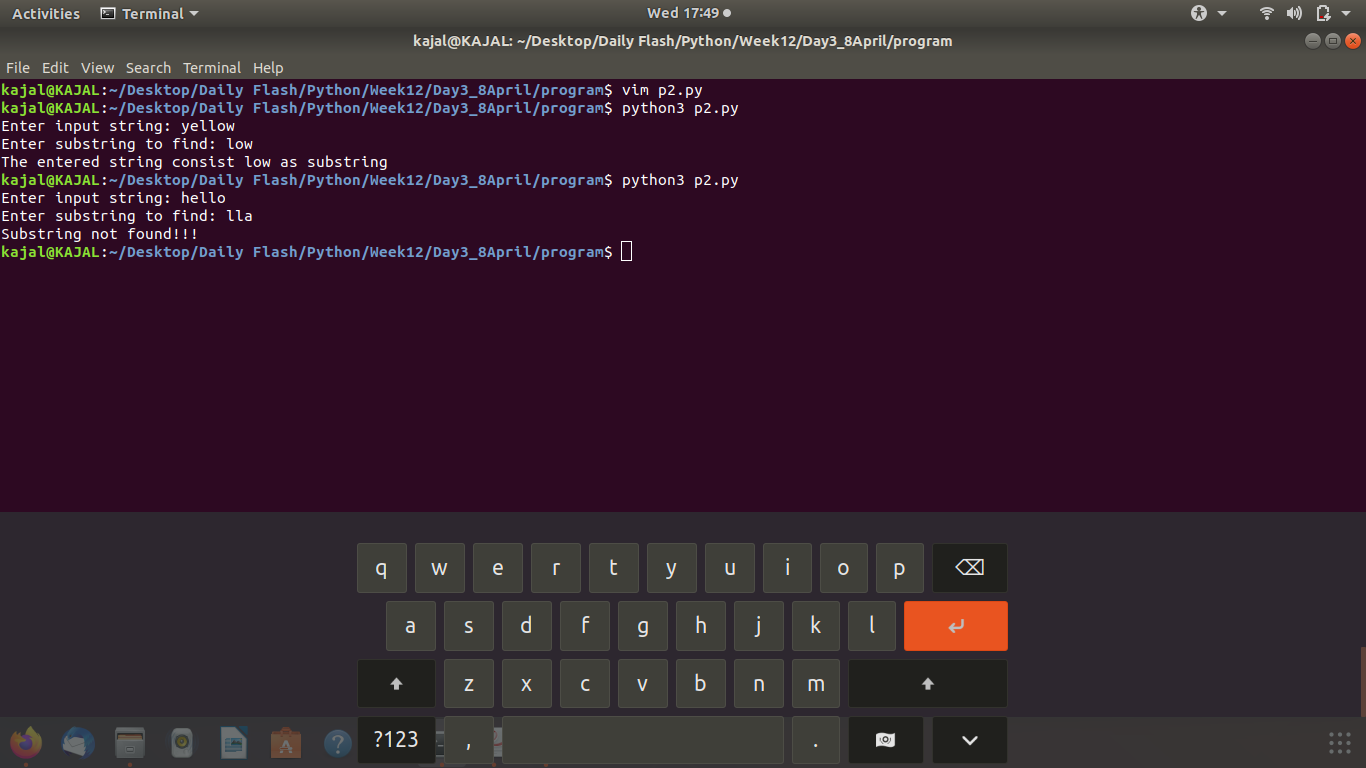 Activities Terminal Wed 17:49
kajal@KAJAL: ~/Desktop/Daily Flash/Python/Week12/Day3_8April/program
File Edit View Search Terminal Help
kajal@KAJAL:~/Desktop/Daily Flash/Python/Week12/Day3_8April/program$ vim p2.py
kajal@KAJAL:~/Desktop/Daily Flash/Python/Week12/Day3_8April/program$ python3 p2.py
Enter input string: yellow
Enter substring to find: low
The entered string consist low as substring
kajal@KAJAL:~/Desktop/Daily Flash/Python/Week12/Day3_8April/program$ python3 p2.py
Enter input string: hello
Enter substring to find: lla
Substring not found!!!
kajal@KAJAL:~/Desktop/Daily Flash/Python/Week12/Day3_8April/program$
q w e r t y u i o p
a s d f g h j k l
z x c v b n m
?123 , .